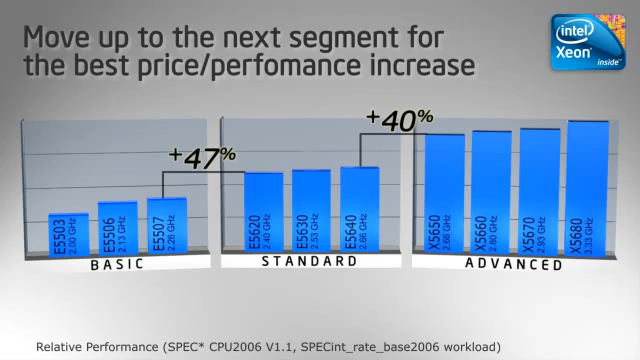 Move up to the next segment for
the best price/perfomance increase
intel
Xeon®
inside™
+47%
+40%
E5503
2.00 GHz
E5506
2.13 GHz
E5507
2.26 GHz
E5620
2.40 GHz
E5630
2.53 GHz
E5640
2.66 GHz
X5650
2.66 GHz
X5660
2.80 GHz
X5670
2.93 GHz
X5680
3.33 GHz
BASIC
STANDARD
ADVANCED
Relative Performance (SPEC* CPU2006 V1.1, SPECint_rate_base2006 workload)